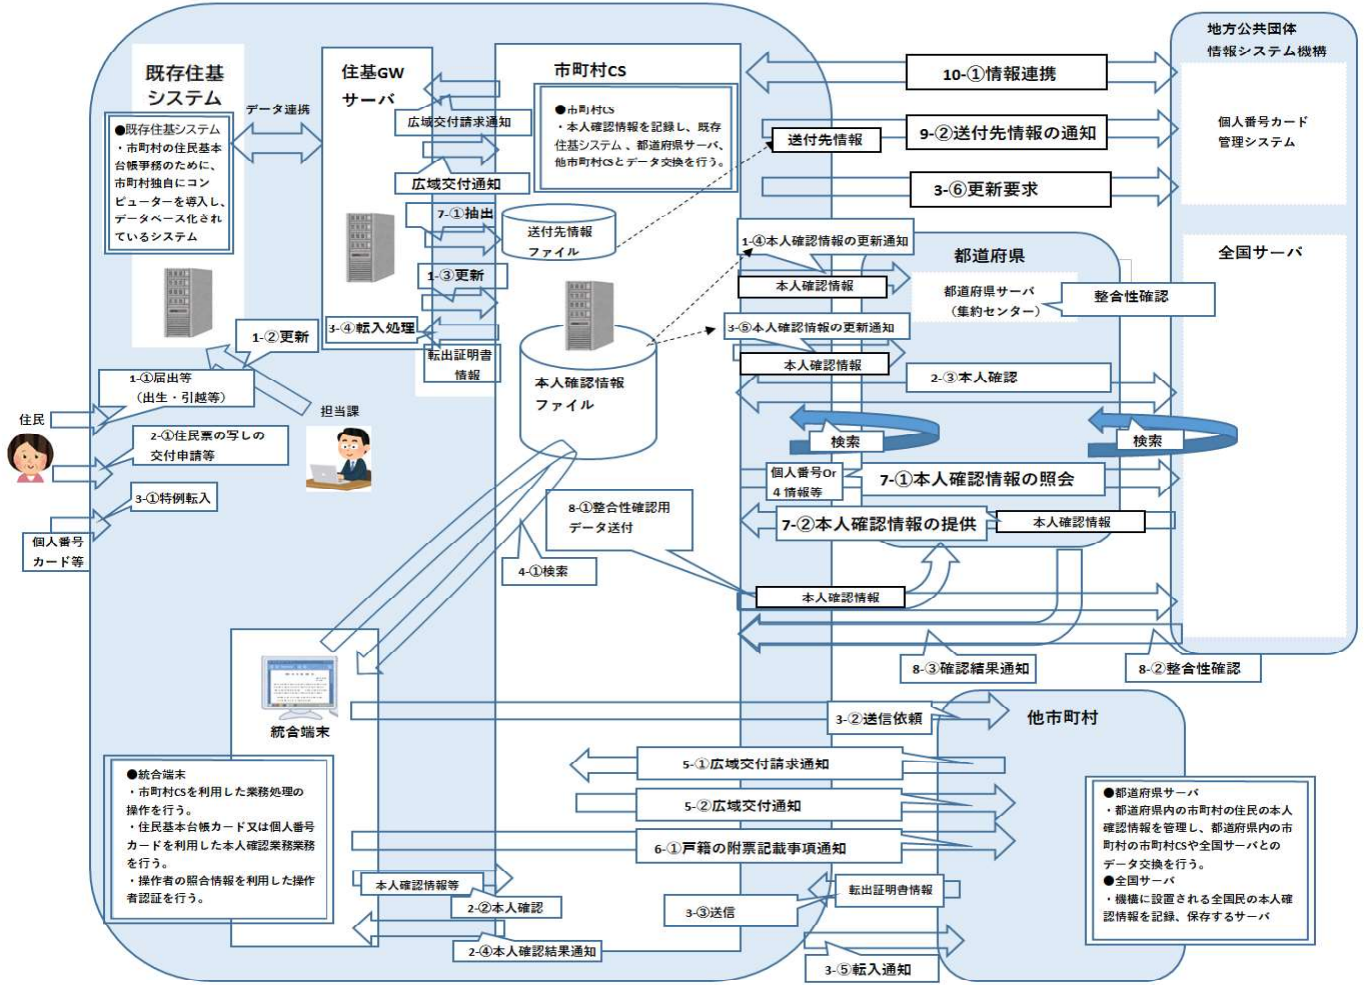 既存住基
システム
●既存住基システム
・市町村の住民基本
台帳事務のために、
市町村独自にコン
ピューターを導入し、
データベース化され
ているシステム
データ連携
住基GW
サーバ
市町村CS
●市町村CS
・本人確認情報を記録し、既存
住基システム、都道府県サーバ、
他市町村CSとデータ交換を行う。
広域交付請求通知
広域交付通知
7-①抽出
送付先情報
ファイル
1-③更新
3-④転入処理
転出証明書
情報
本人確認情報
ファイル
1-②更新
1-①届出等
（出生・引越等）
住民
2-①住民票の写しの
交付申請等
3-①特例転入
個人番号
カード等
担当課
地方公共団体
情報システム機構
個人番号カード
管理システム
全国サーバ
10-①情報連携
送付先情報
9-②送付先情報の通知
3-⑥更新要求
1-④本人確認情報の更新通知
本人確認情報
都道府県
都道府県サーバ
（集約センター）
整合性確認
3-⑤本人確認情報の更新通知
本人確認情報
2-③本人確認
検索
検索
個人番号Or
4 情報等
7-①本人確認情報の照会
7-②本人確認情報の提供
本人確認情報
8-①整合性確認用
データ送付
4-①検索
本人確認情報
8-③確認結果通知
8-②整合性確認
統合端末
3-②送信依頼
他市町村
5-①広域交付請求通知
5-②広域交付通知
6-①戸籍の附票記載事項通知
●統合端末
・市町村CSを利用した業務処理の
操作を行う。
・住民基本台帳カード又は個人番号
カードを利用した本人確認業務業務
を行う。
・操作者の照合情報を利用した操作
者認証を行う。
本人確認情報等
2-②本人確認
2-④本人確認結果通知
3-③送信
転出証明書情報
3-⑤転入通知
●都道府県サーバ
・都道府県内の市町村の住民の本人
確認情報を管理し、都道府県内の市
町村の市町村CSや全国サーバとの
データ交換を行う。
●全国サーバ
・機構に設置される全国民の本人確
認情報を記録、保存するサーバ